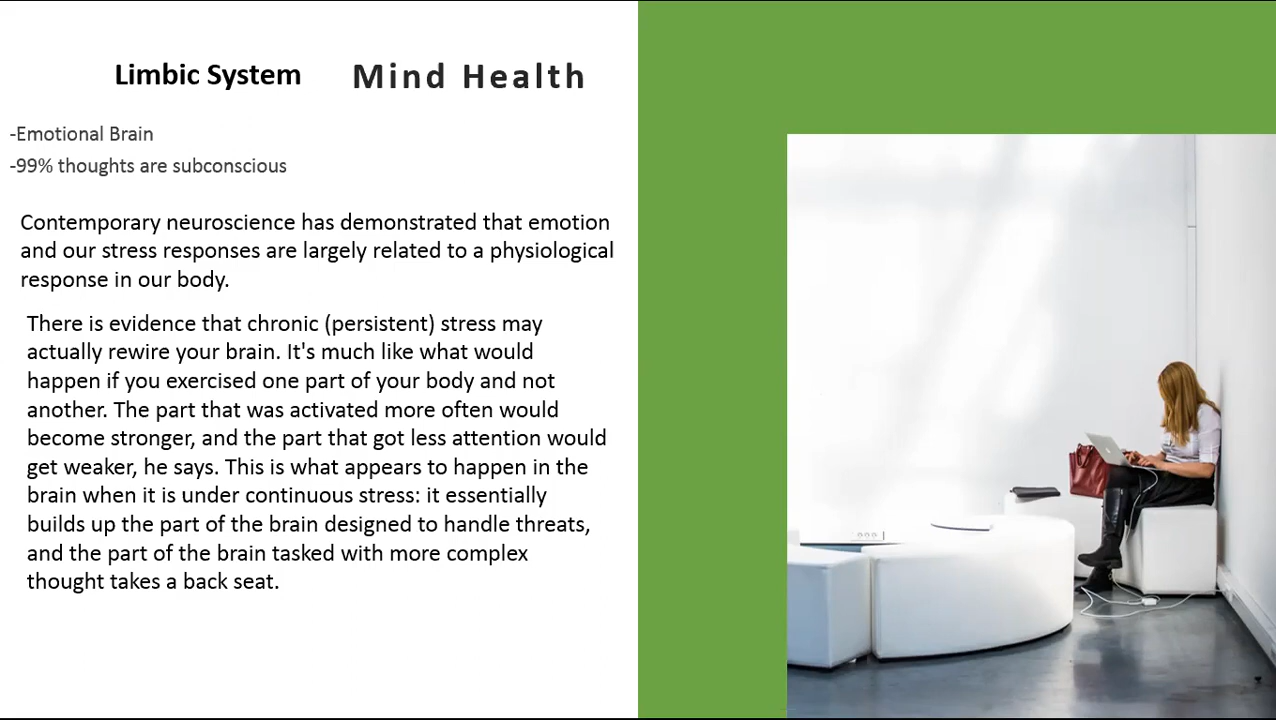 Limbic System
Mind Health
-Emotional Brain
-99% thoughts are subconscious
Contemporary neuroscience has demonstrated that emotion
and our stress responses are largely related to a physiological
response in our body.
There is evidence that chronic (persistent) stress may
actually rewire your brain. It's much like what would
happen if you exercised one part of your body and not
another. The part that was activated more often would
become stronger, and the part that got less attention would
get weaker, he says. This is what appears to happen in the
brain when it is under continuous stress: it essentially
builds up the part of the brain designed to handle threats,
and the part of the brain tasked with more complex
thought takes a back seat.